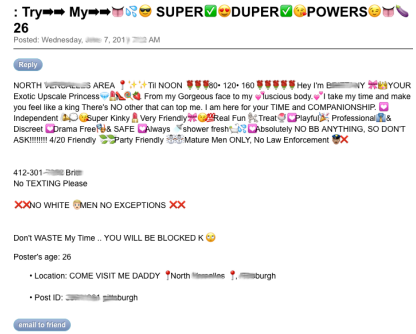 : Try➡➡ My➡➡👅💦😎 SUPER✅😍DUPER✅😘POWERS😉👅🍆
26
Posted: Wednesday, 7, 201 AM
Reply
NORTH AREA 📍✨✨Til NOON 🌹🌹🌹80• 120• 160 🌹🌹🌹🌹🌹Hey I'm 🎀💯YOUR
Exotic Upscale Princess From my Gorgeous face to my 💕luscious body.💕I take my time and make
you feel like a king There's NO other that can top me. I am here for your TIME and COMPANIONSHIP. 💟
Independent Super Kinky Very Friendly Real Fun Treat Playful Professional &
Discreet 💟Drama Free & SAFE 💟Always shower fresh 💟Absolutely NO BB ANYTHING, SO DON'T
ASK!!!!!!!! 4/20 Friendly 🌿Party Friendly Mature Men ONLY, No Law Enforcement ❌
412-301-
No TEXTING Please
❌❌NO WHITE MEN NO EXCEPTIONS ❌❌
Don't WASTE My Time .. YOU WILL BE BLOCKED K
Poster's age: 26
• Location: COME VISIT ME DADDY 📍North 📍, burgh
• Post ID: burgh
email to friend